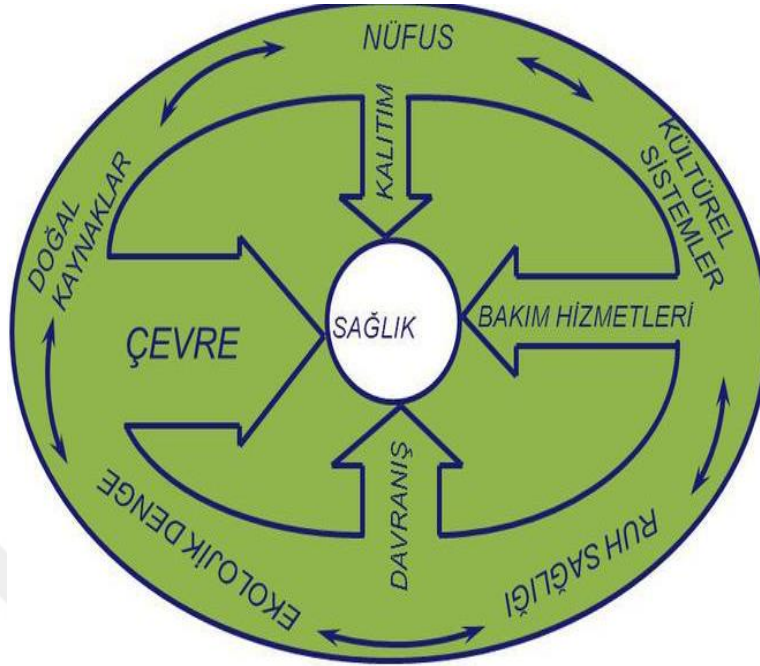 NÜFUS
KALITIM
KÜLTÜREL
SİSTEMLER
DOĞAL
KAYNAKLAR
ÇEVRE
SAĞLIK
BAKIM HİZMETLERİ
DAVRANIŞ
EKOLOJİK DENGE
RUH SAĞLIĞI